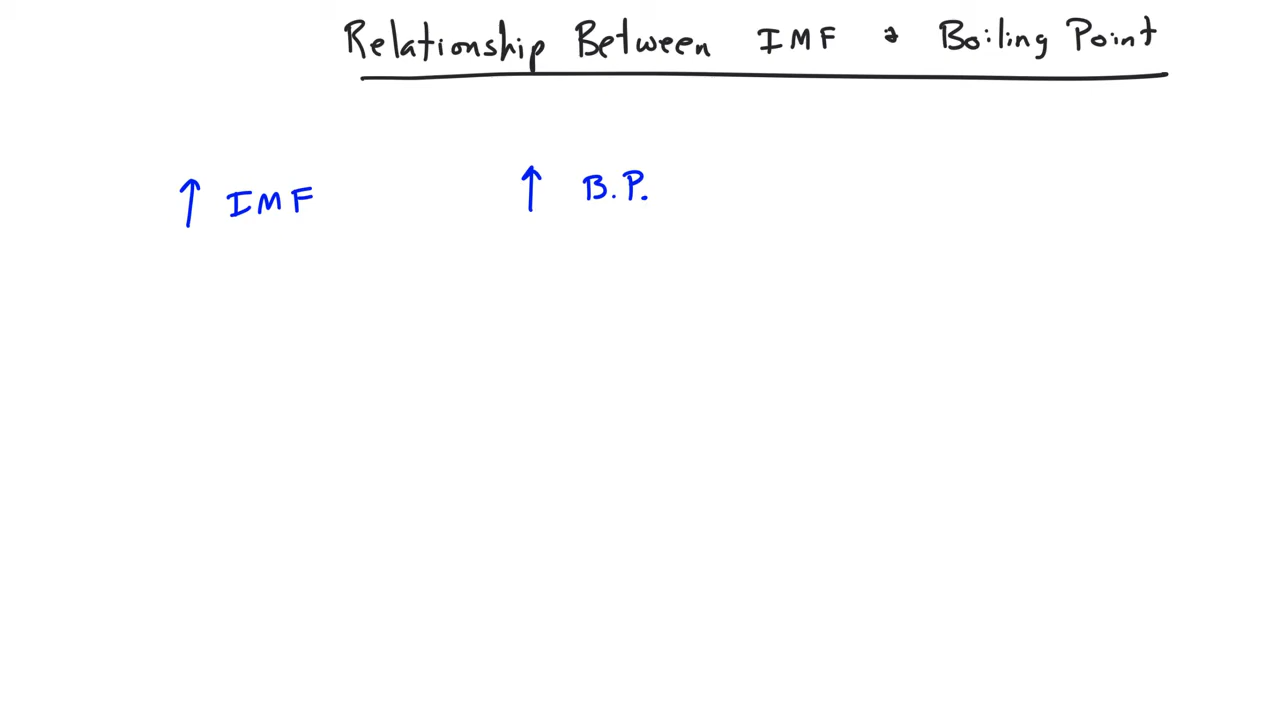 Relationship Between IMF & Boiling Point
↑ IMF ↑ B.P.